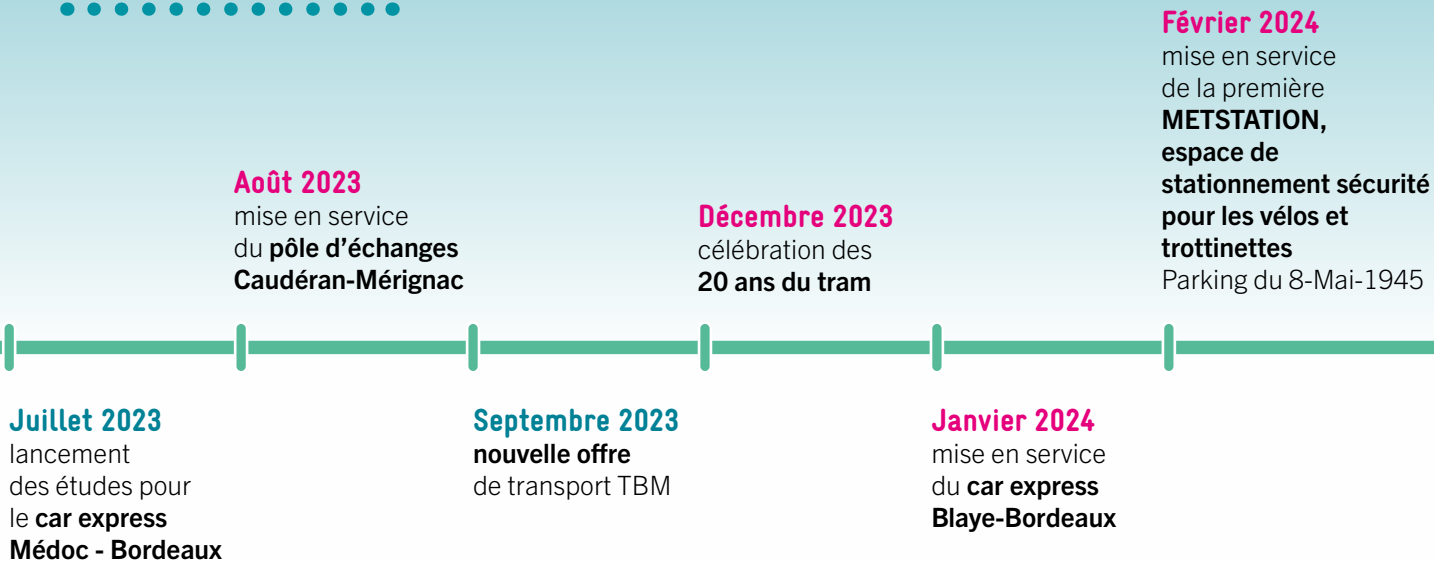 Février 2024
mise en service
de la première
METSTATION,
espace de
stationnement sécurité
pour les vélos et
trottinettes
Parking du 8-Mai-1945
Août 2023
mise en service
du pôle d'échanges
Caudéran-Mérignac
Décembre 2023
célébration des
20 ans du tram
Juillet 2023
lancement
des études pour
le car express
Médoc - Bordeaux
Septembre 2023
nouvelle offre
de transport TBM
Janvier 2024
mise en service
du car express
Blaye-Bordeaux